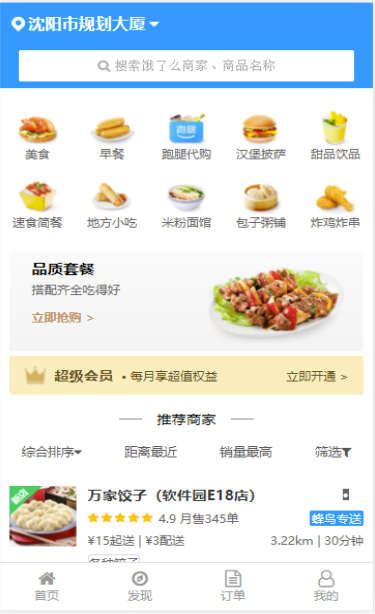 沈阳市规划大厦
搜索饿了么商家、商品名称
跑腿
美食 早餐 跑腿代购 汉堡披萨 甜品饮品
速食简餐 地方小吃 米粉面馆 包子粥铺 炸鸡炸串
品质套餐
搭配齐全吃得好
立即抢购 >
超级会员 • 每月享超值权益 立即开通 >
推荐商家
综合排序 距离最近 销量最高 筛选
新店
万家饺子（软件园E18店）
4.9 月售345单 蜂鸟专送
¥15起送 | ¥3配送 3.22km | 30分钟
各种饺子
首页 发现 订单 我的